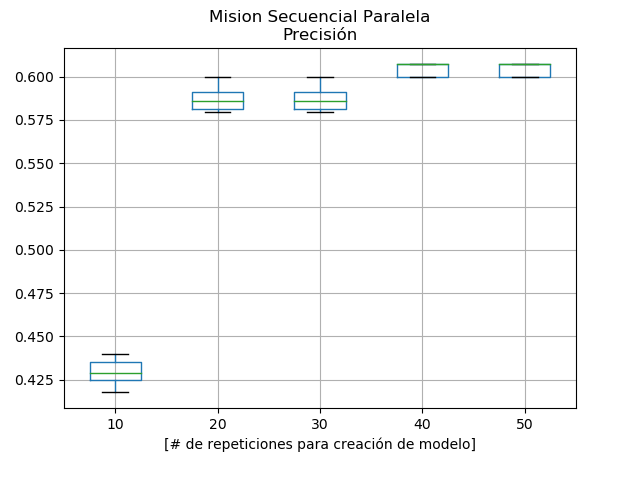 Mision Secuencial Paralela
Precisión
0.600
0.575
0.550
0.525
0.500
0.475
0.450
0.425
10 20 30 40 50
[# de repeticiones para creación de modelo]